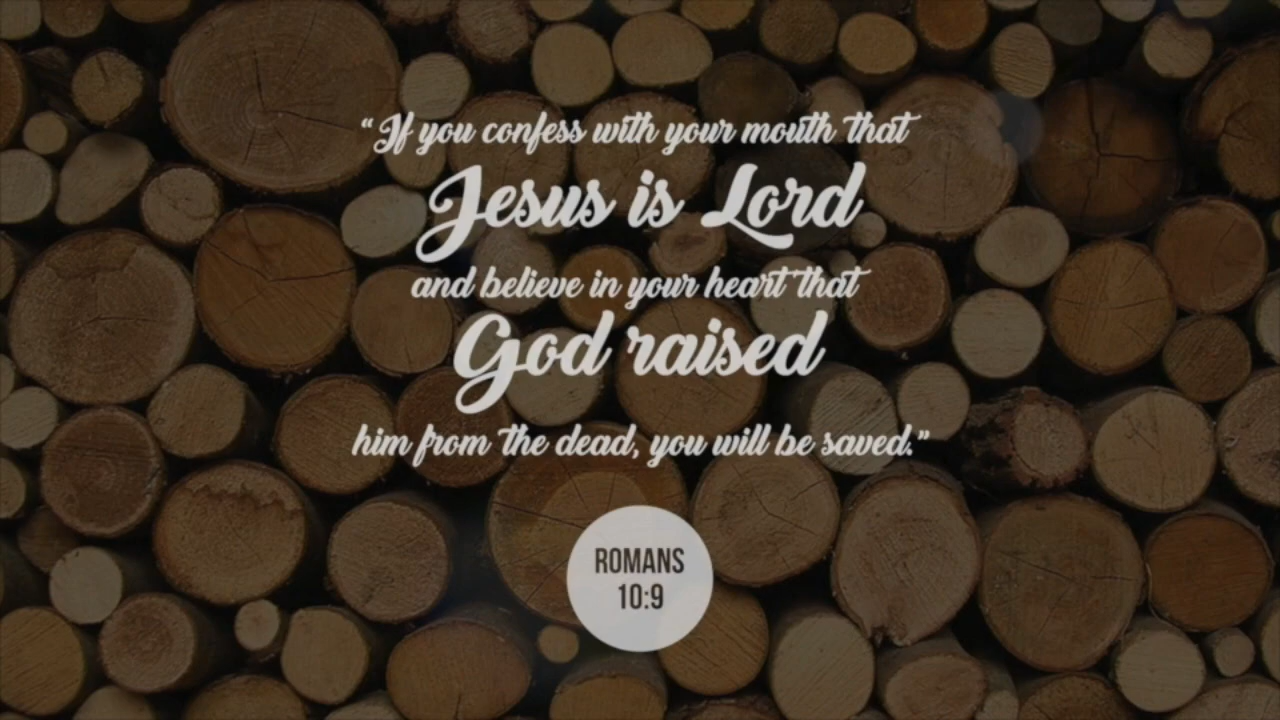 “If you confess with your mouth that
Jesus is Lord
and believe in your heart that
God raised
him from the dead, you will be saved.”
ROMANS
10:9